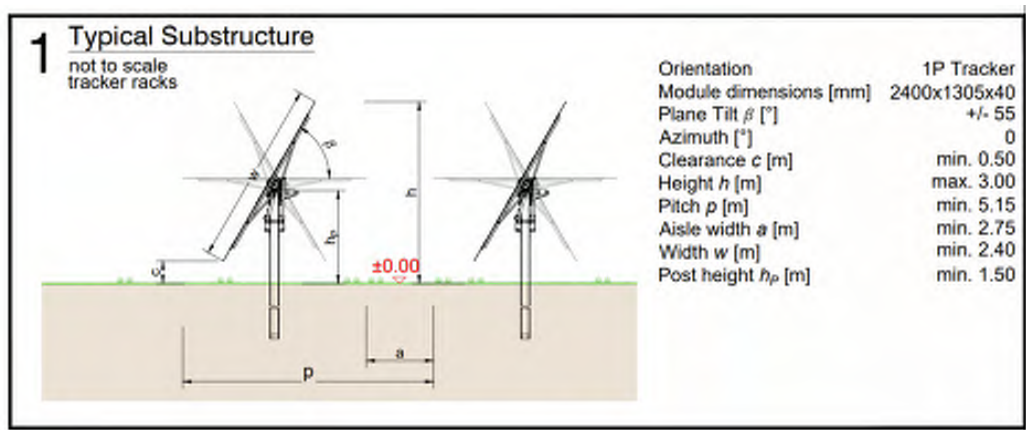 1 Typical Substructure
not to scale
tracker racks
Orientation 1P Tracker
Module dimensions [mm] 2400x1305x40
Plane Tilt β [°] +/- 55
Azimuth [°] 0
Clearance c [m] min. 0.50
Height h [m] max. 3.00
Pitch p [m] min. 5.15
Aisle width a [m] min. 2.75
Width w [m] min. 2.40
Post height hP [m] min. 1.50
w
β
h
hP
c
±0.00
a
p